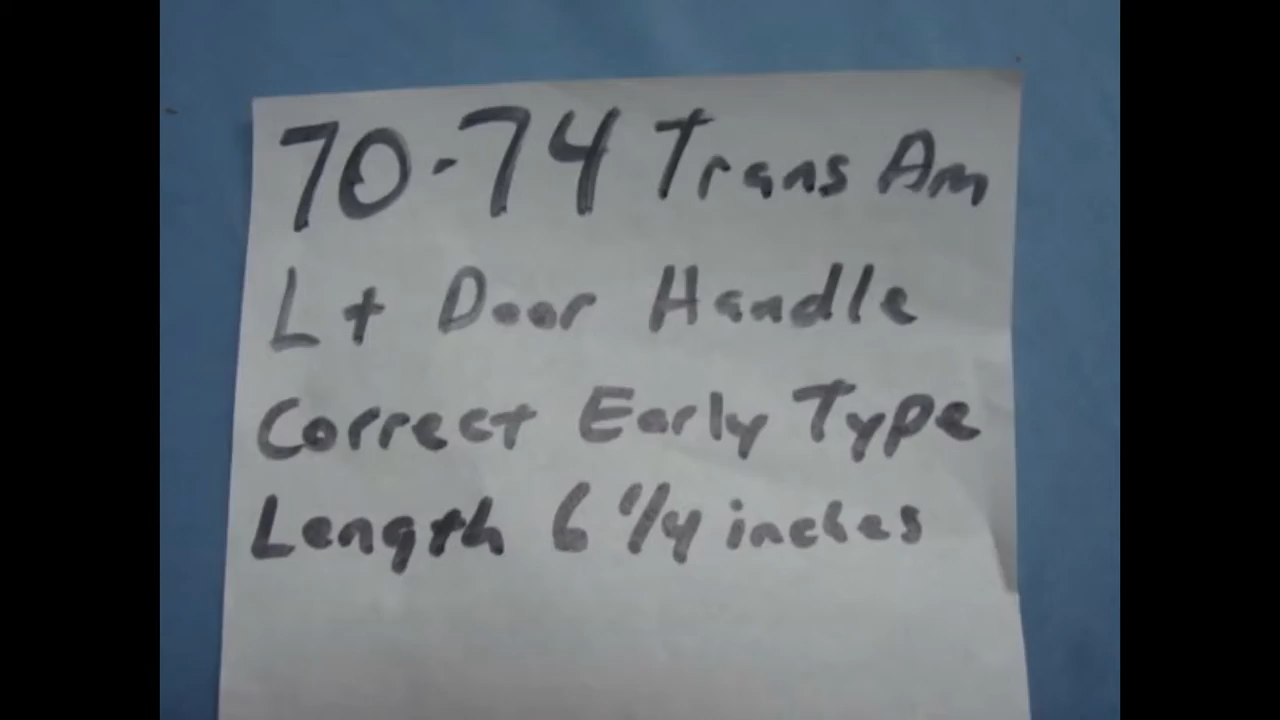 70-74 Trans Am
Lt Door Handle
Correct Early Type
Length 6 1/4 inches